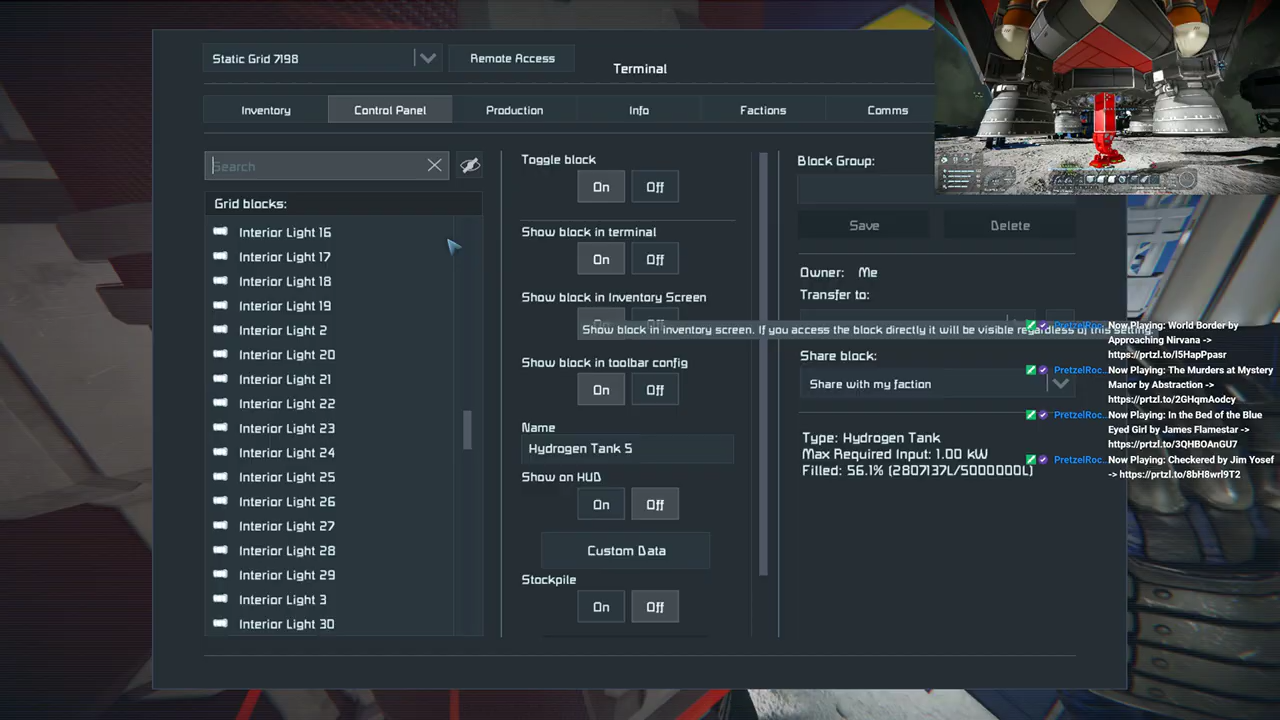 Static Grid 7198
Remote Access
Terminal
Inventory
Control Panel
Production
Info
Factions
Comms
Search
Grid blocks:
Interior Light 16
Interior Light 17
Interior Light 18
Interior Light 19
Interior Light 2
Interior Light 20
Interior Light 21
Interior Light 22
Interior Light 23
Interior Light 24
Interior Light 25
Interior Light 26
Interior Light 27
Interior Light 28
Interior Light 29
Interior Light 3
Interior Light 30
Toggle block
On Off
Show block in terminal
On Off
Show block in Inventory Screen
Show block in inventory screen. If you access the block directly it will be visible regardless of this setting.
Show block in toolbar config
On Off
Name
Hydrogen Tank 5
Show on HUD
On Off
Custom Data
Stockpile
On Off
Block Group:
Save Delete
Owner: Me
Transfer to:
Share block:
Share with my faction
Type: Hydrogen Tank
Max Required Input: 1.00 kW
Filled: 56.1% (2807137L/5000000L)
PretzelRoc... Now Playing: World Border by
Approaching Nirvana ->
https://prtzl.to/I5HapPpasr
PretzelRoc... Now Playing: The Murders at Mystery
Manor by Abstraction ->
https://prtzl.to/2GHqmAodcy
PretzelRoc... Now Playing: In the Bed of the Blue
Eyed Girl by James Flamestar ->
https://prtzl.to/3QHBOAnGU7
PretzelRoc... Now Playing: Checkered by Jim Yosef
-> https://prtzl.to/8bH8wrl9T2